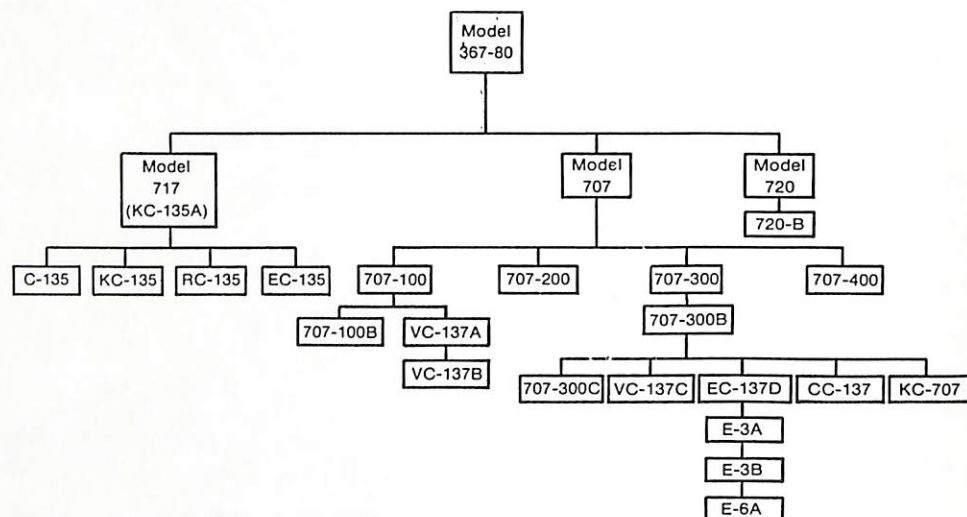 Model
367-80
Model
717
(KC-135A)
Model
707
Model
720
720-B
C-135
KC-135
RC-135
EC-135
707-100
707-200
707-300
707-400
707-100B
VC-137A
707-300B
VC-137B
707-300C
VC-137C
EC-137D
CC-137
KC-707
E-3A
E-3B
E-6A